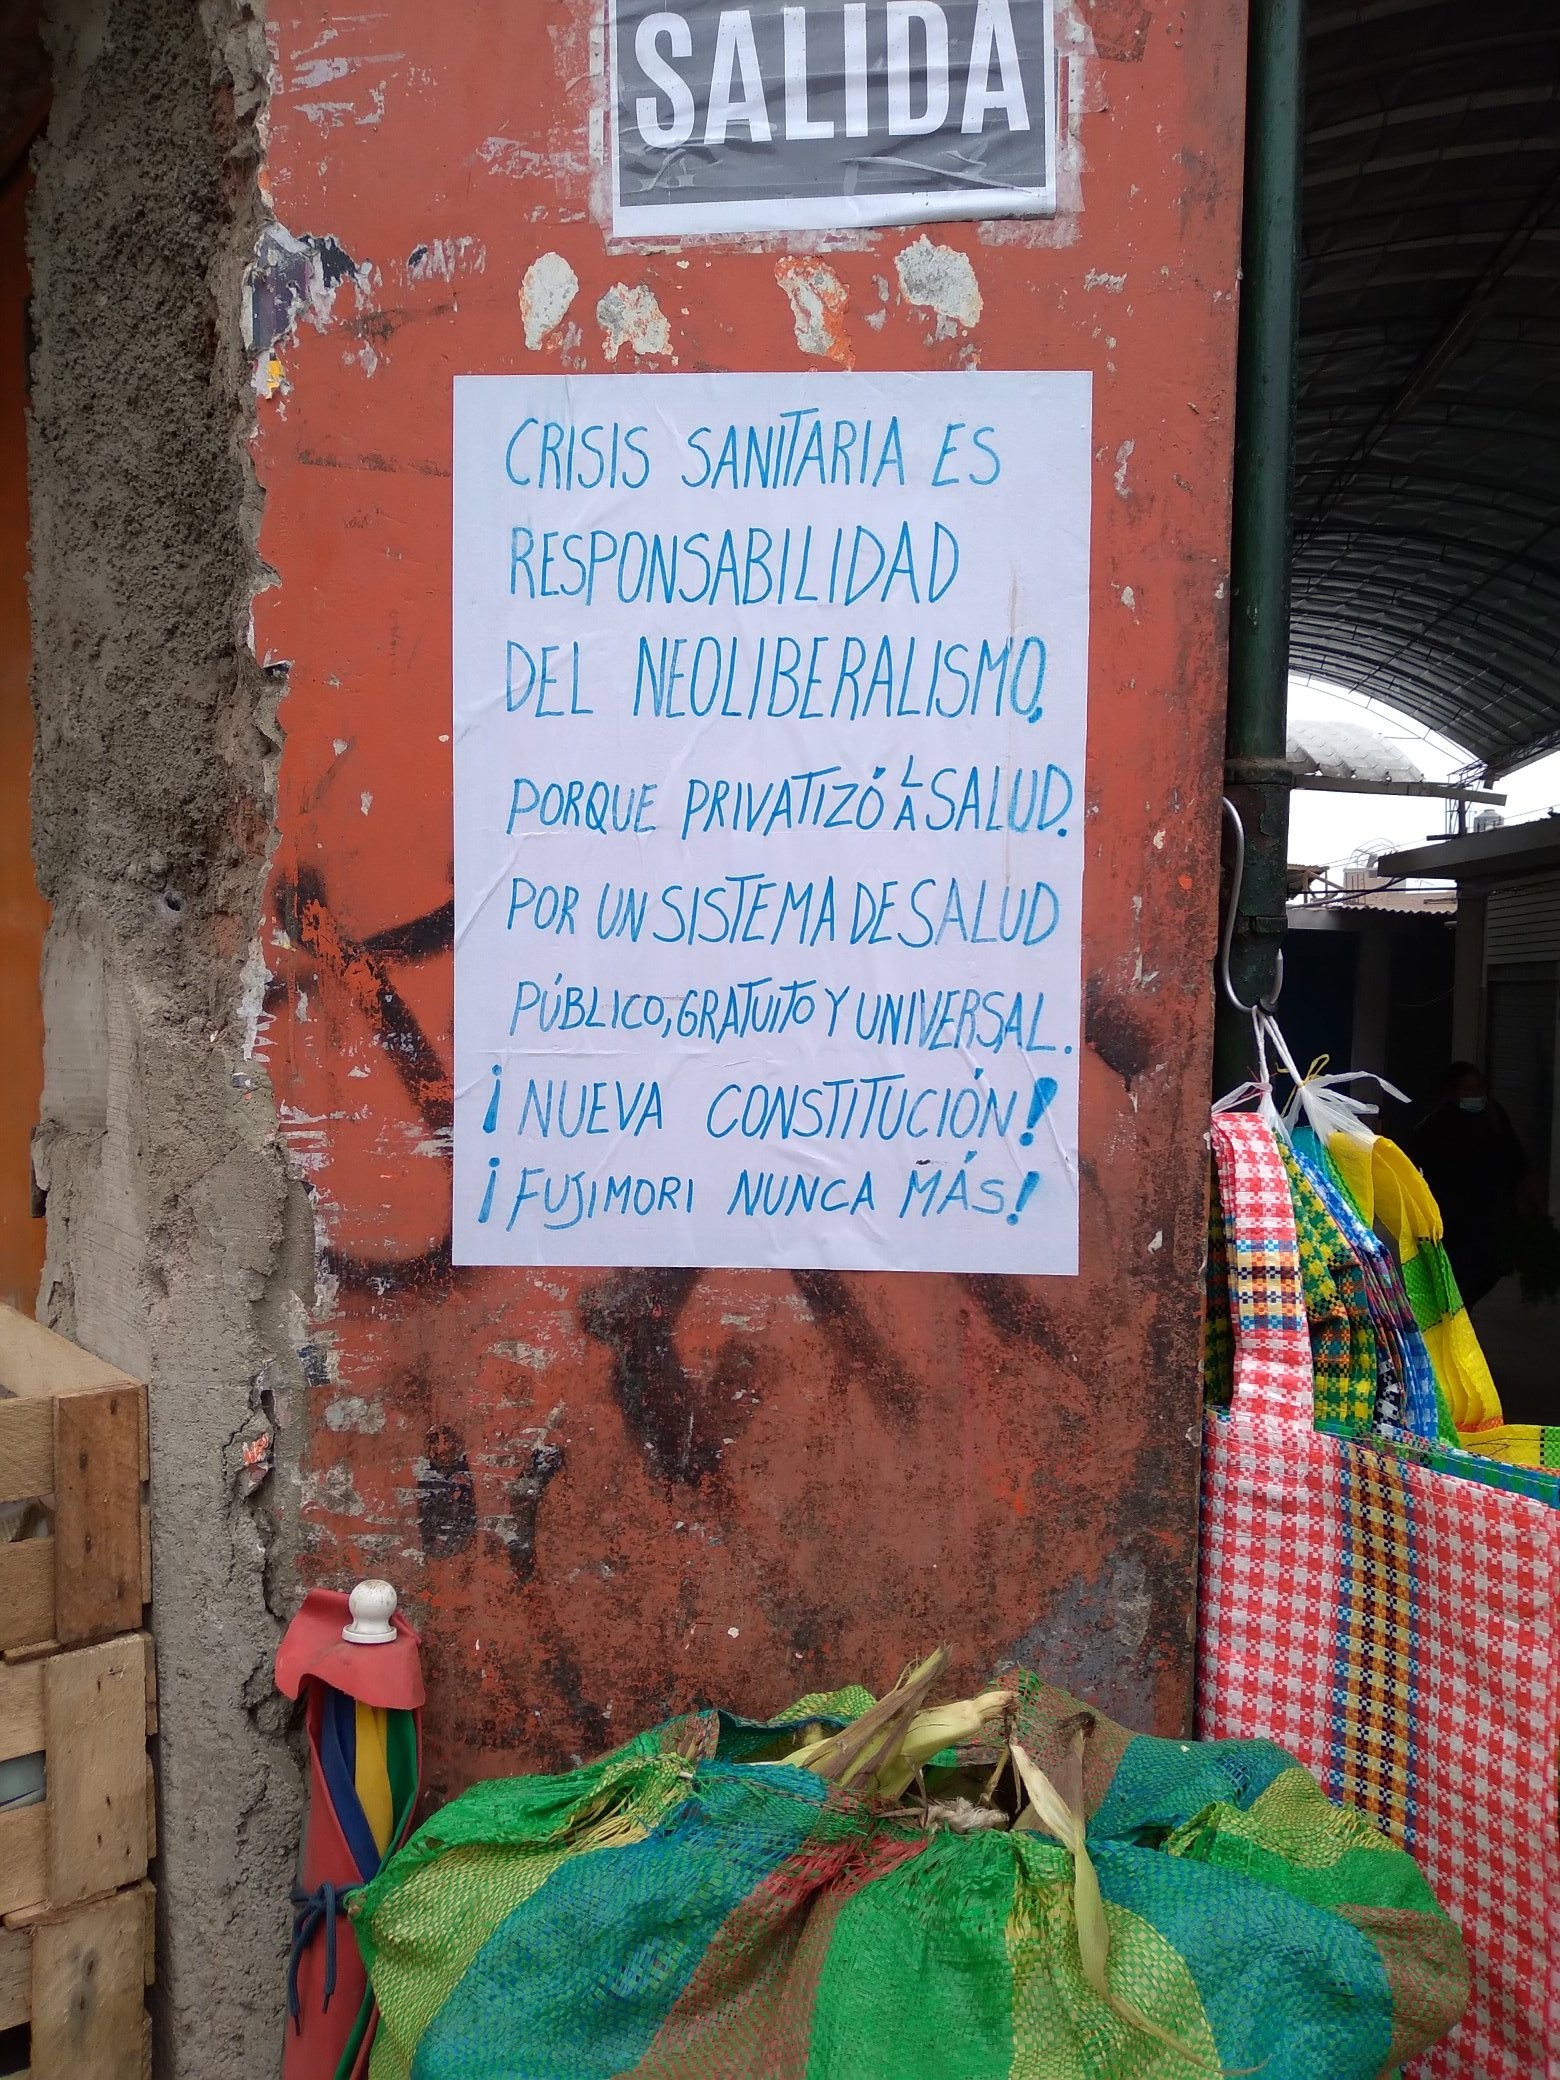 SALIDA
CRISIS SANITARIA ES
RESPONSABILIDAD
DEL NEOLIBERALISMO,
PORQUE PRIVATIZÓ LA SALUD.
POR UN SISTEMA DE SALUD
PÚBLICO, GRATUITO Y UNIVERSAL.
¡NUEVA CONSTITUCIÓN!
¡FUJIMORI NUNCA MÁS!